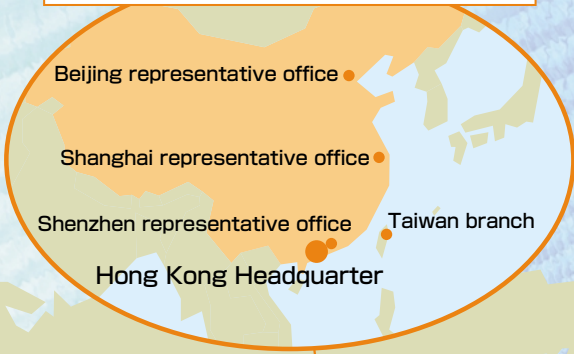 Beijing representative office
Shanghai representative office
Shenzhen representative office
Taiwan branch
Hong Kong Headquarter